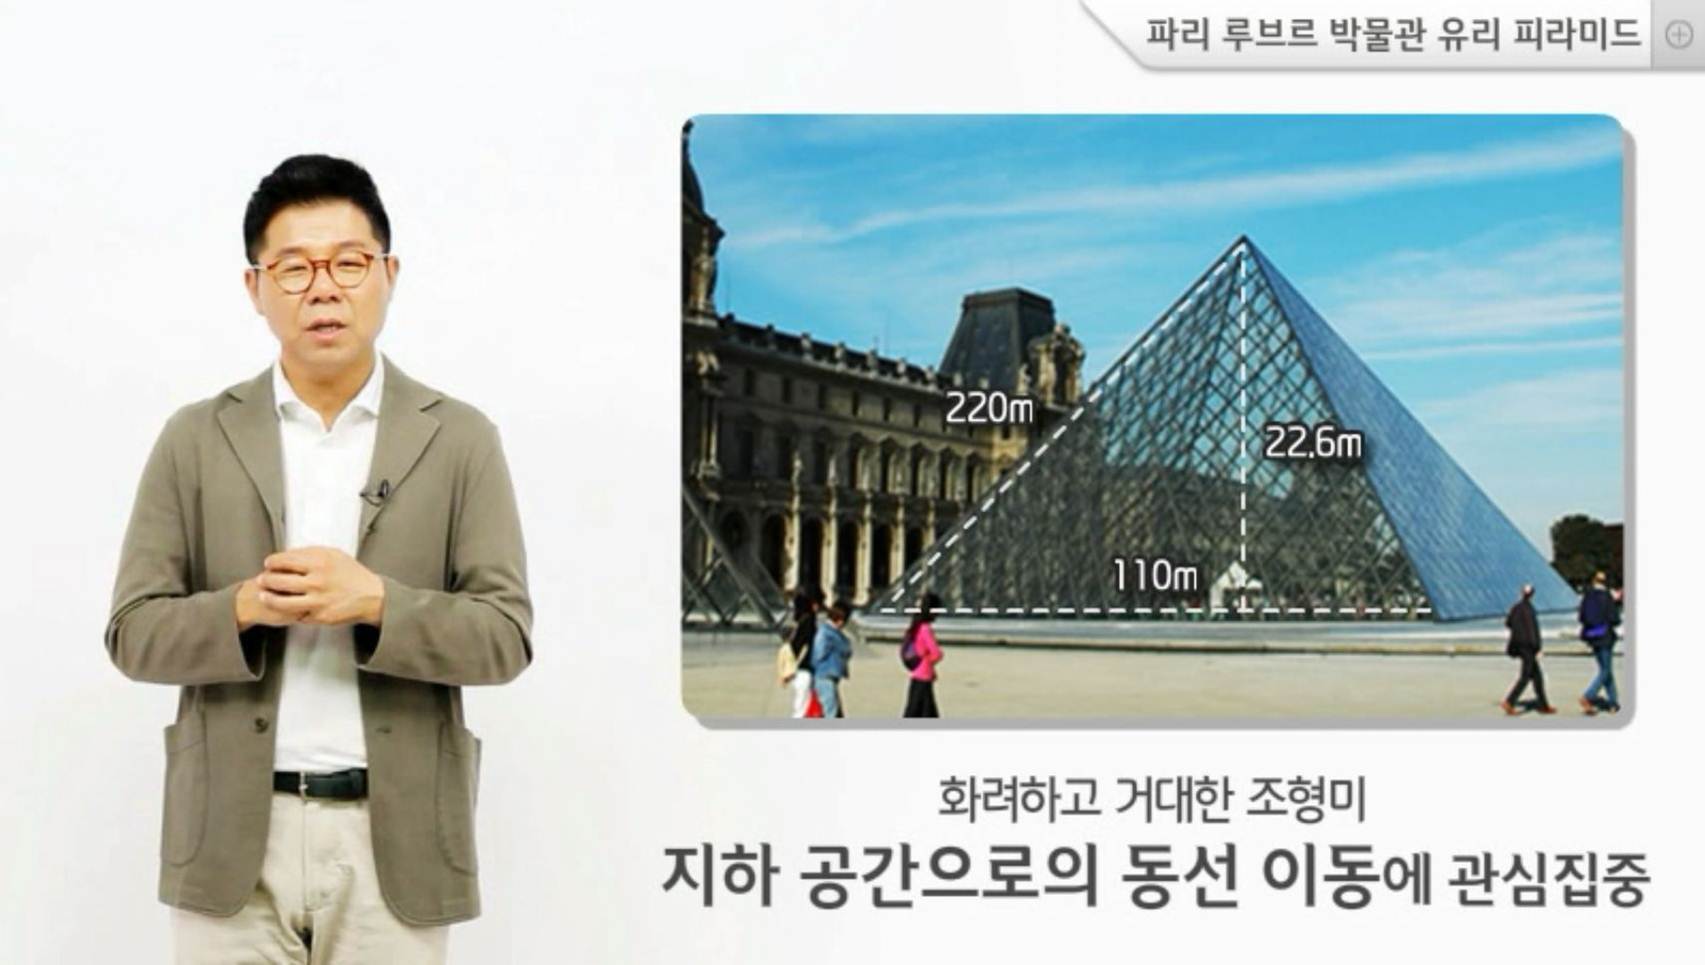 파리 루브르 박물관 유리 피라미드
220m
22.6m
110m
화려하고 거대한 조형미
지하 공간으로의 동선 이동에 관심집중